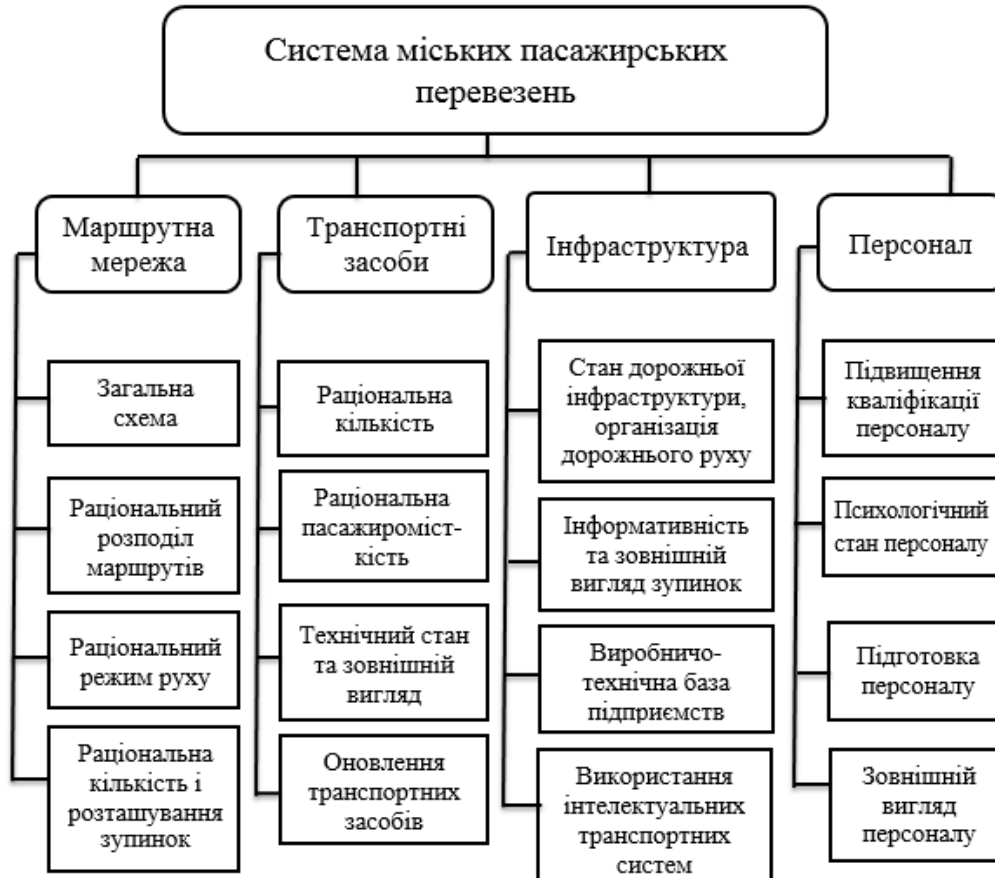 Система міських пасажирських
перевезень
Маршрутна
мережа
Транспортні
засоби
Інфраструктура
Персонал
Загальна
схема
Раціональний
розподіл
маршрутів
Раціональний
режим руху
Раціональна
кількість і
розташування
зупинок
Раціональна
кількість
Раціональна
пасажироміст-
кість
Технічний стан
та зовнішній
вигляд
Оновлення
транспортних
засобів
Стан дорожньої
інфраструктури,
організація
дорожнього руху
Інформативність
та зовнішній
вигляд зупинок
Виробничо-
технічна база
підприємств
Використання
інтелектуальних
транспортних
систем
Підвищення
кваліфікації
персоналу
Психологічний
стан персоналу
Підготовка
персоналу
Зовнішній
вигляд
персоналу